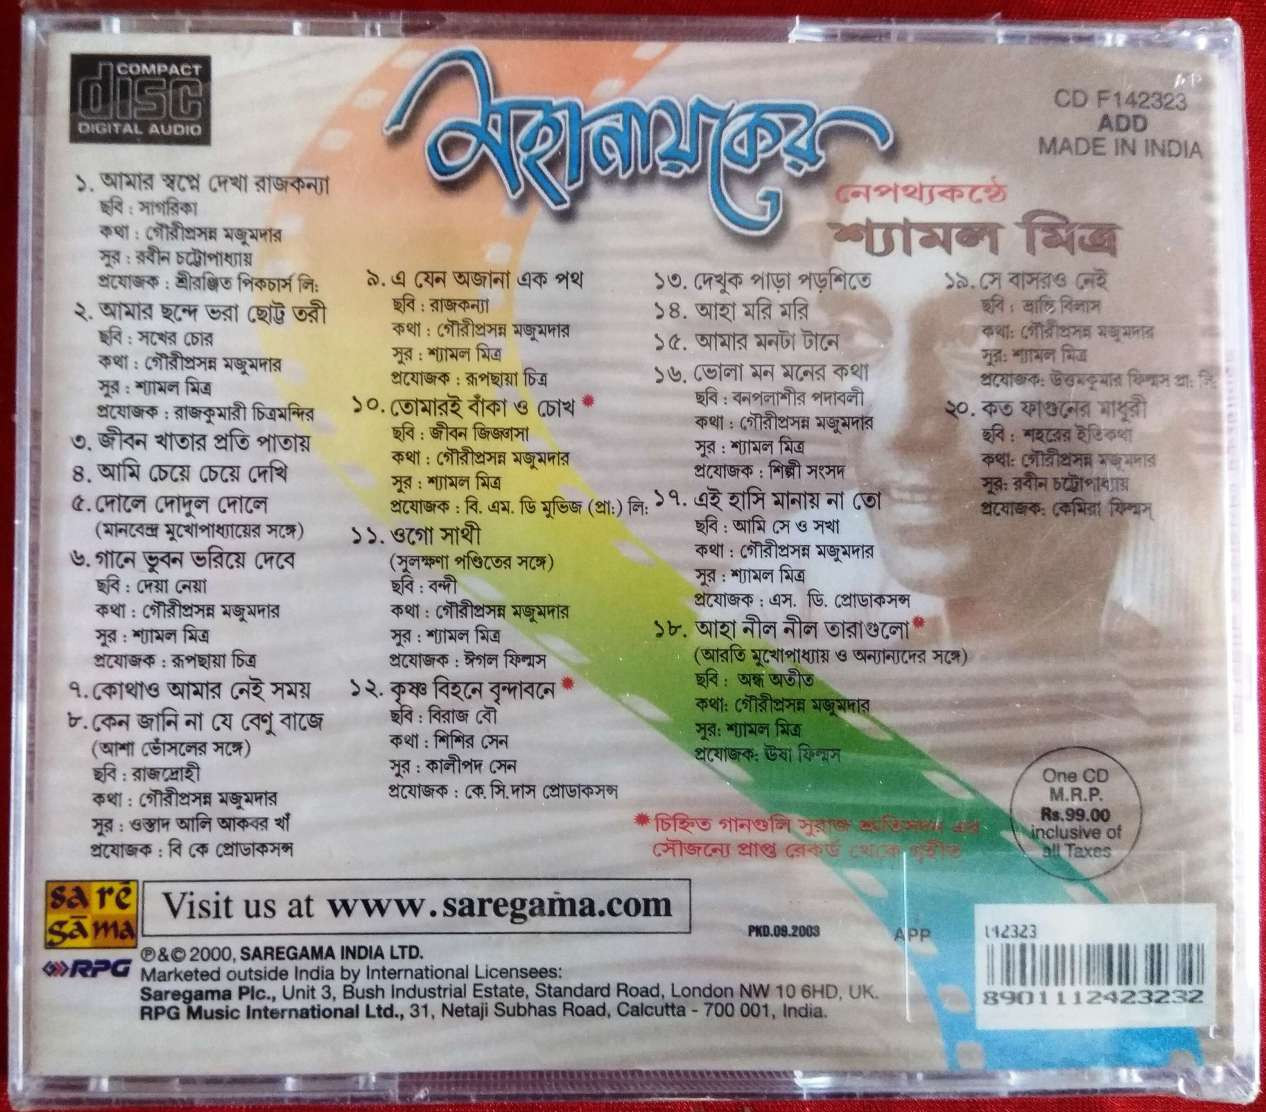 COMPACT
disc
DIGITAL AUDIO
মহানায়কের
নেপথ্যকণ্ঠে
শ্যামল মিত্র
CD F142323
ADD
MADE IN INDIA
১. আমার স্বপ্নে দেখা রাজকন্যা
ছবি : সাগরিকা
কথা : গৌরীপ্রসন্ন মজুমদার
সুর : রবীন চট্টোপাধ্যায়
প্রযোজক : শ্রীরঞ্জিত পিকচার্স লি:
২. আমার ছন্দে ভরা ছোট্ট তরী
ছবি : সখের চোর
কথা : গৌরীপ্রসন্ন মজুমদার
সুর : শ্যামল মিত্র
প্রযোজক : রাজকুমারী চিত্রমন্দির
৩. জীবন খাতার প্রতি পাতায়
৪. আমি চেয়ে চেয়ে দেখি
৫. দোলে দোদুল দোলে
(মানবেন্দ্র মুখোপাধ্যায়ের সঙ্গে)
৬. গানে ভুবন ভরিয়ে দেবে
ছবি : দেয়া নেয়া
কথা : গৌরীপ্রসন্ন মজুমদার
সুর : শ্যামল মিত্র
প্রযোজক : রূপছায়া চিত্র
৭. কোথাও আমার নেই সময়
৮. কেন জানি না যে বেণু বাজে
(আশা ভোঁসলের সঙ্গে)
ছবি : রাজদ্রোহী
কথা : গৌরীপ্রসন্ন মজুমদার
সুর : ওস্তাদ আলি আকবর খাঁ
প্রযোজক : বি কে প্রোডাকসন্স
৯. এ যেন অজানা এক পথ
ছবি : রাজকন্যা
কথা : গৌরীপ্রসন্ন মজুমদার
সুর : শ্যামল মিত্র
প্রযোজক : রূপছায়া চিত্র
১০. তোমারই বাঁকা ও চোখ *
ছবি : জীবন জিজ্ঞাসা
কথা : গৌরীপ্রসন্ন মজুমদার
সুর : শ্যামল মিত্র
প্রযোজক : বি. এম. ডি মুভিজ (প্রা:) লি:
১১. ওগো সাথী
(সুলক্ষণা পণ্ডিতের সঙ্গে)
ছবি : বন্দী
কথা : গৌরীপ্রসন্ন মজুমদার
সুর : শ্যামল মিত্র
প্রযোজক : ঈগল ফিল্মস
১২. কৃষ্ণ বিহনে বৃন্দাবনে *
ছবি : বিরাজ বৌ
কথা : শিশির সেন
সুর : কালীপদ সেন
প্রযোজক : কে. সি. দাস প্রোডাকসন্স
১৩. দেখুক পাড়া পড়শিতে
১৪. আহা মরি মরি
১৫. আমার মনটা টানে
১৬. ভোলা মন মনের কথা
ছবি : বনপলাশীর পদাবলী
কথা : গৌরীপ্রসন্ন মজুমদার
সুর : শ্যামল মিত্র
প্রযোজক : শিল্পী সংসদ
১৭. এই হাসি মানায় না তো
ছবি : আমি সে ও সখা
কথা : গৌরীপ্রসন্ন মজুমদার
সুর : শ্যামল মিত্র
প্রযোজক : এস. ডি. প্রোডাকসন্স
১৮. আহা নীল নীল তারাগুলো *
(আরতি মুখোপাধ্যায় ও অন্যান্যদের সঙ্গে)
ছবি : অন্ধ অতীত
কথা: গৌরীপ্রসন্ন মজুমদার
সুর: শ্যামল মিত্র
প্রযোজক: ঊষা ফিল্মস
১৯. সে বাসরও নেই
ছবি : ভ্রান্তি বিলাস
কথা: গৌরীপ্রসন্ন মজুমদার
সুর: শ্যামল মিত্র
প্রযোজক: উত্তমকুমার ফিল্মস প্রা: লি:
২০. কত ফাগুনের মাধুরী
ছবি : শহরের ইতিকথা
কথা: গৌরীপ্রসন্ন মজুমদার
সুর: রবীন চট্টোপাধ্যায়
প্রযোজক: কেমিরা ফিল্মস্
* চিহ্নিত গানগুলি সুরাজ শ্রুতিসদন এর
সৌজন্যে প্রাপ্ত রেকর্ড থেকে গৃহীত
One CD
M.R.P.
Rs.99.00
inclusive of
all Taxes
sa rē
gā ma
RPG
Visit us at www.saregama.com
PKD.09.2003
APP
℗&© 2000, SAREGAMA INDIA LTD.
Marketed outside India by International Licensees:
Saregama Plc., Unit 3, Bush Industrial Estate, Standard Road, London NW 10 6HD, UK.
RPG Music International Ltd., 31, Netaji Subhas Road, Calcutta - 700 001, India.
142323
8901112423232